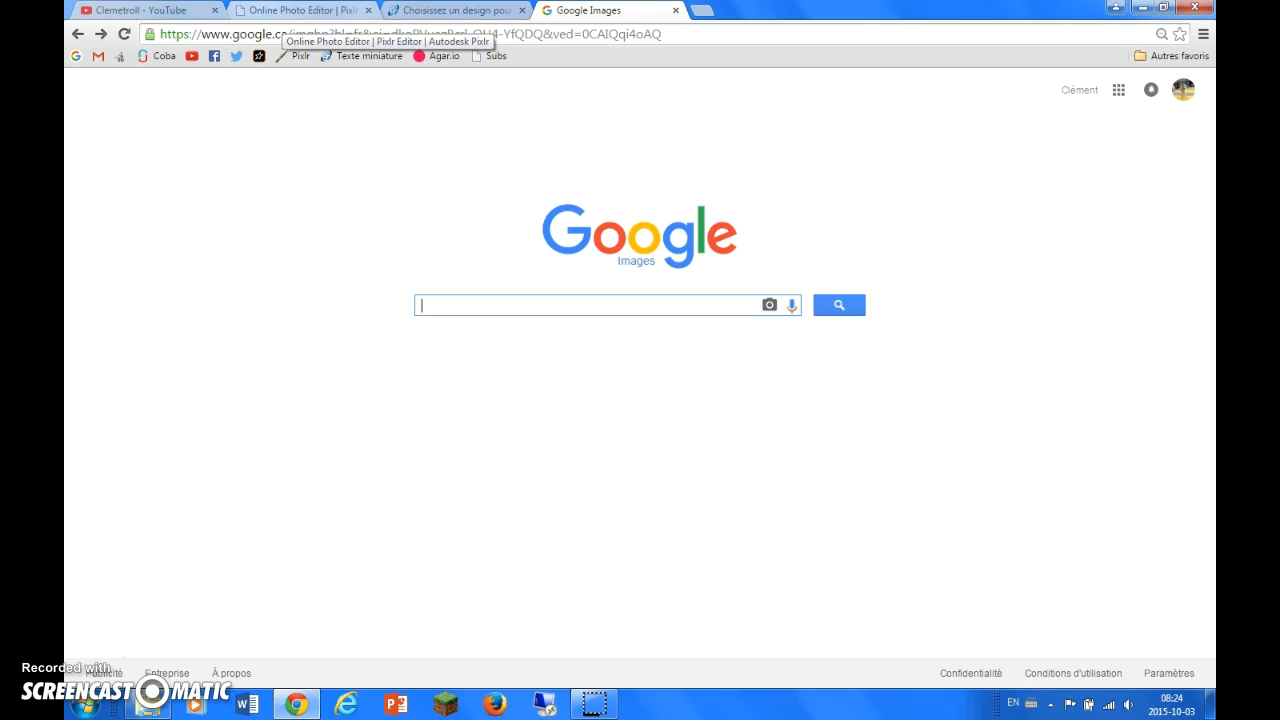 Clemetroll - YouTube
Online Photo Editor | Pixlr
Choisissez un design pou
Google Images
https://www.google.ca
-YfQDQ&ved=0CAIQqi4oAQ
Online Photo Editor | Pixlr Editor | Autodesk Pixlr
Coba
Pixlr
Texte miniature
Agar.io
Subs
Autres favoris
Clément
Google
Images
Publicité
Entreprise
À propos
Confidentialité
Conditions d'utilisation
Paramètres
Recorded with
SCREENCAST MATIC
EN
08:24
2015-10-03